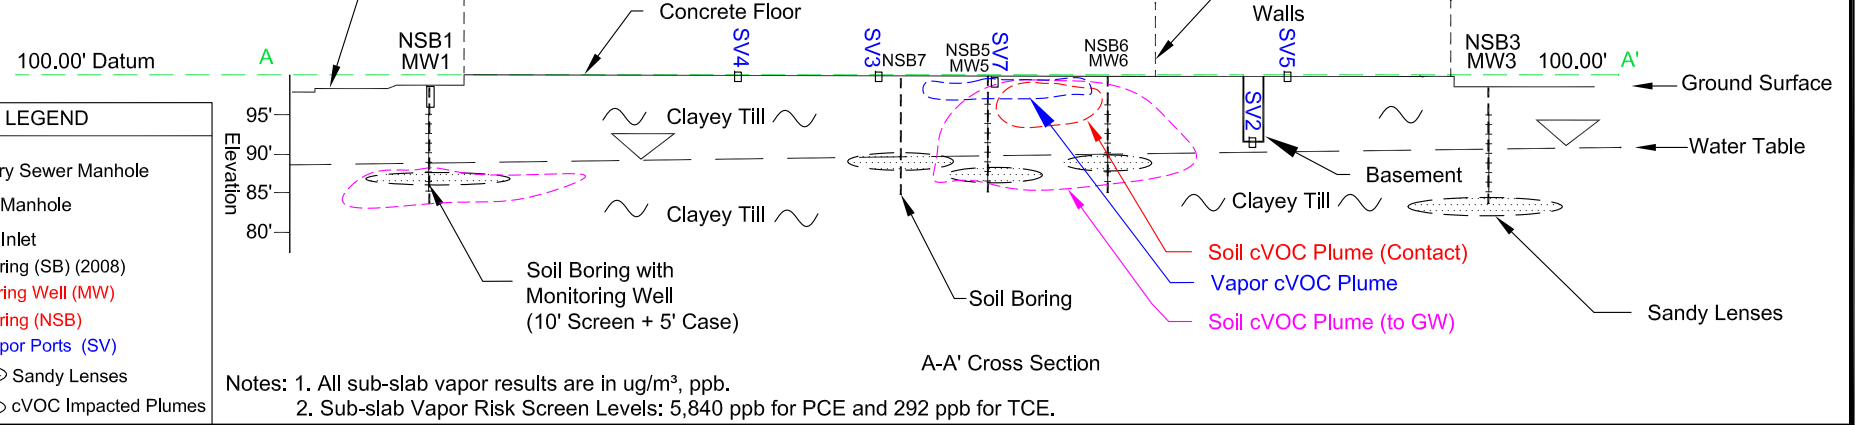 Concrete Floor
Walls
100.00' Datum
A
NSB1
MW1
SV4
SV3
NSB7
NSB5
MW5
SV7
NSB6
MW6
SV5
NSB3
MW3
100.00'
A'
Ground Surface
LEGEND
95'
Clayey Till
SV2
Elevation
90'
Water Table
ry Sewer Manhole
85'
Basement
Manhole
Clayey Till
Clayey Till
80'
Inlet
Soil cVOC Plume (Contact)
ring (SB) (2008)
Soil Boring with
Monitoring Well
(10' Screen + 5' Case)
Vapor cVOC Plume
ring Well (MW)
Soil Boring
Sandy Lenses
ring (NSB)
Soil cVOC Plume (to GW)
por Ports (SV)
A-A' Cross Section
Sandy Lenses
cVOC Impacted Plumes
Notes: 1. All sub-slab vapor results are in ug/m³, ppb.
2. Sub-slab Vapor Risk Screen Levels: 5,840 ppb for PCE and 292 ppb for TCE.